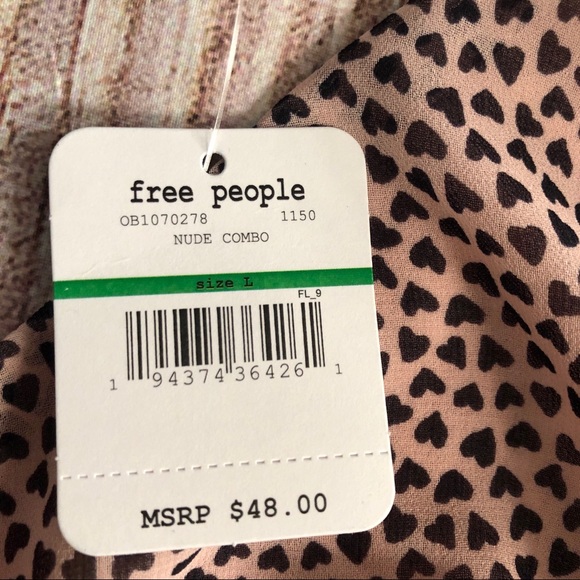 free people
OB1070278 1150
NUDE COMBO
size L
FL_9
1 94374 36426 1
MSRP $48.00